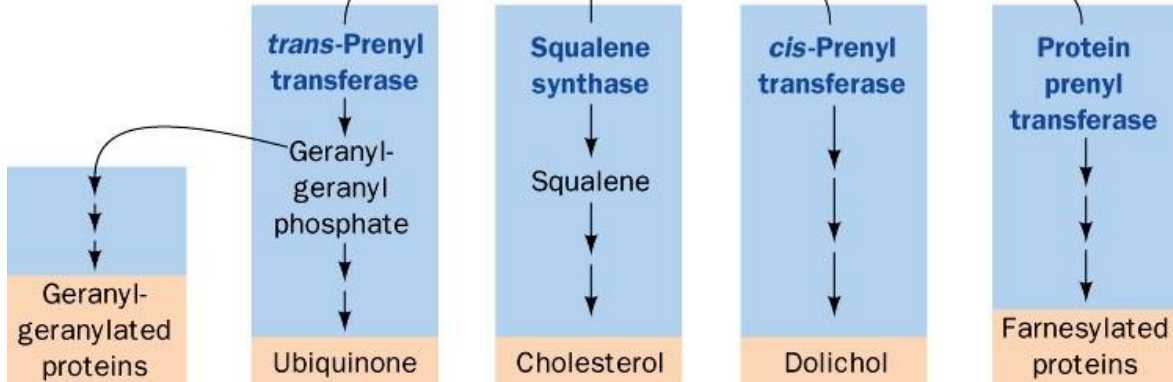 trans-Prenyl
transferase
Geranyl-
geranyl
phosphate
Ubiquinone
Geranyl-
geranylated
proteins
Squalene
synthase
Squalene
Cholesterol
cis-Prenyl
transferase
Dolichol
Protein
prenyl
transferase
Farnesylated
proteins